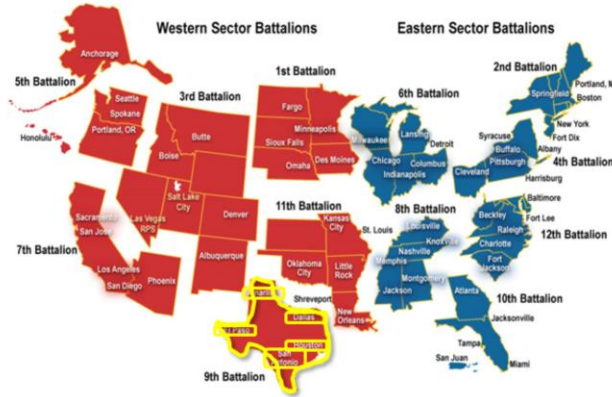 Western Sector Battalions
Eastern Sector Battalions
Anchorage
5th Battalion
Honolulu
Seattle
Spokane
Portland, OR
3rd Battalion
Butte
Boise
Salt Lake
City
Las Vegas
RPS
Denver
Albuquerque
1st Battalion
Fargo
Minneapolis
Sioux Falls
Omaha
Des Moines
Sacramento
San Jose
7th Battalion
Los Angeles
San Diego
Phoenix
11th Battalion
Kansas
City
St. Louis
Oklahoma
City
Little
Rock
Shreveport
New
Orleans
Dallas
El Paso
Houston
San
Antonio
9th Battalion
6th Battalion
Milwaukee
Lansing
Detroit
Chicago
Columbus
Indianapolis
2nd Battalion
Springfield
Portland, M
Boston
New York
Fort Dix
Syracuse
Albany
Buffalo
Pittsburgh
4th Battalion
Cleveland
Harrisburg
8th Battalion
Louisville
Knoxville
Nashville
Memphis
Montgomery
Jackson
Baltimore
Beckley
Fort Lee
Raleigh
12th Battalion
Charlotte
Fort
Jackson
10th Battalion
Atlanta
Jacksonville
Tampa
San Juan
Miami